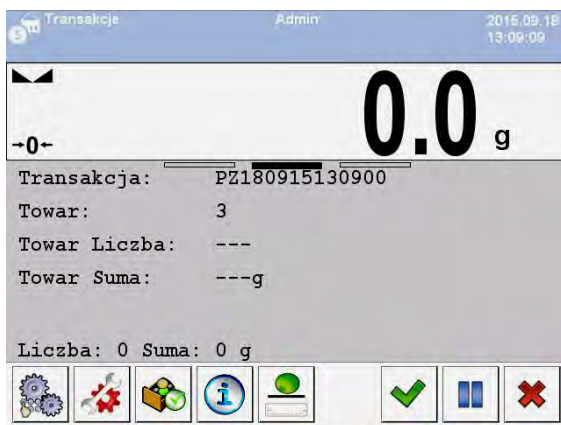 Transakcje Admin 2015.09.18
13:09:09
0.0 g
→0←
Transakcja: PZ180915130900
Towar: 3
Towar Liczba: ---
Towar Suma: ---g
Liczba: 0 Suma: 0 g